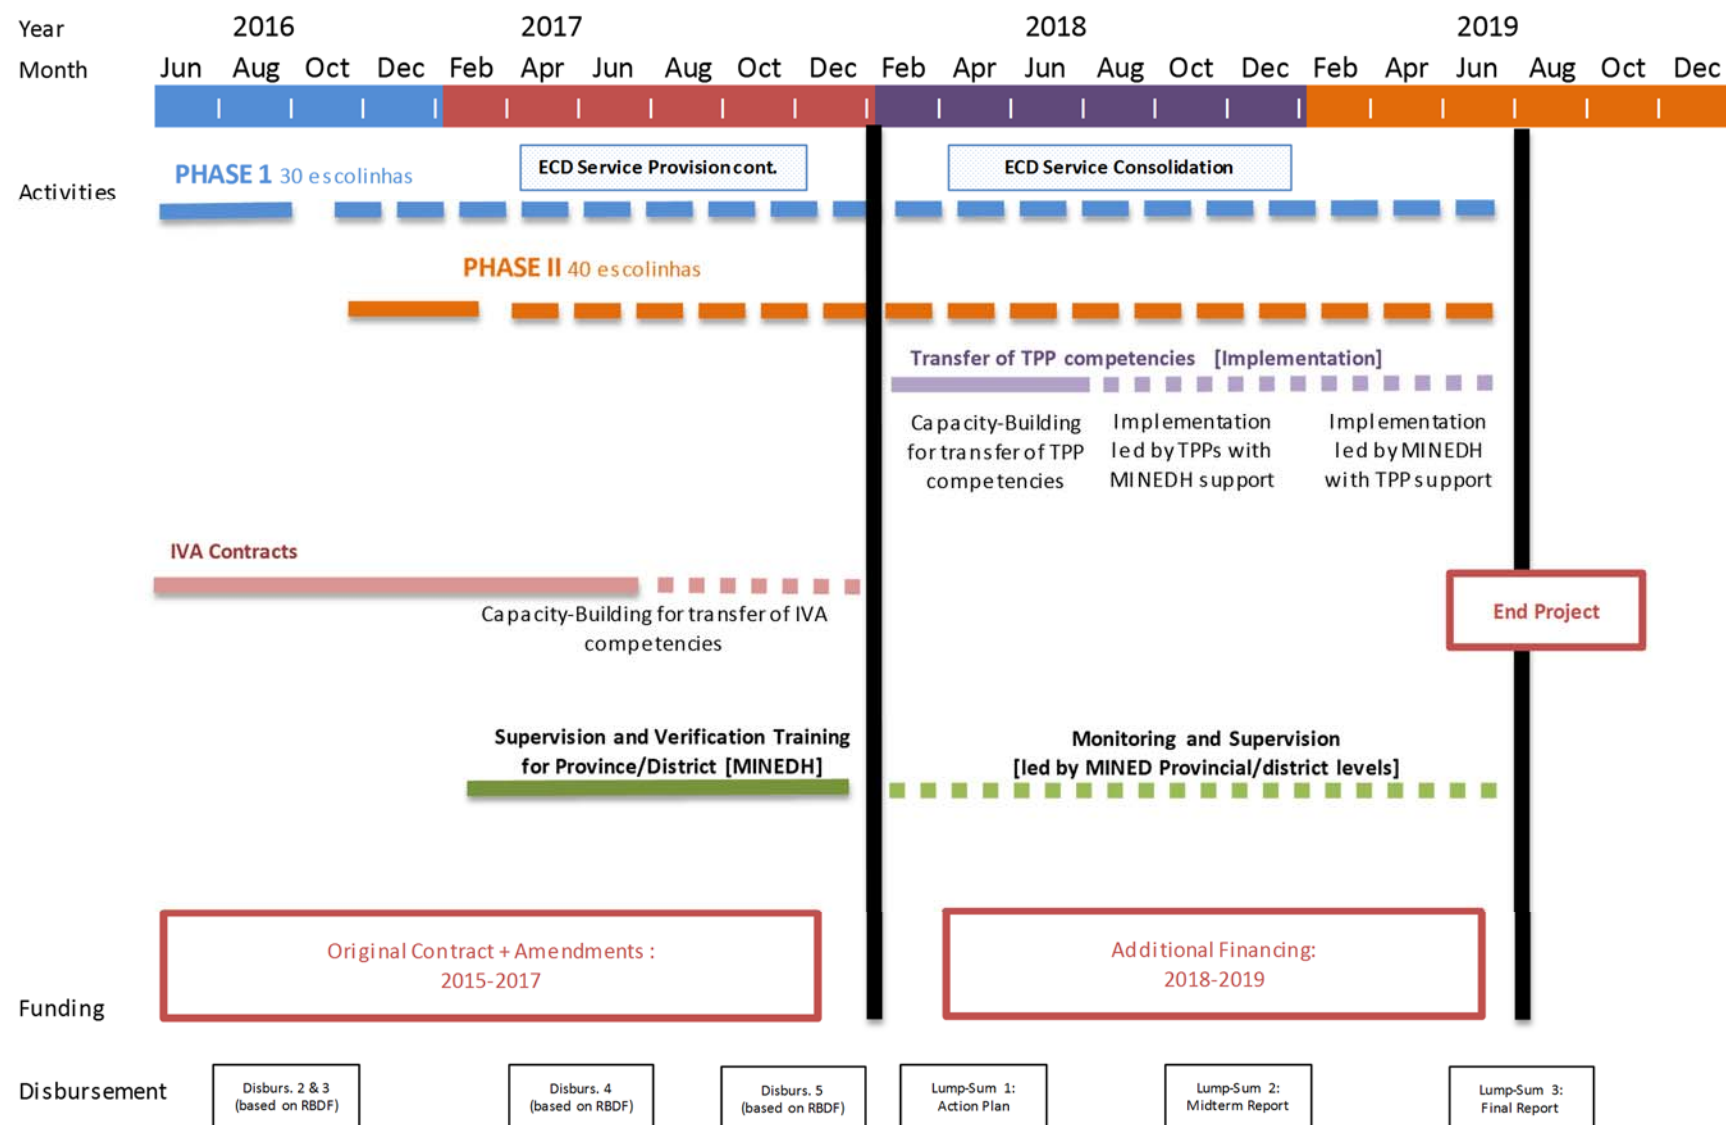 Year 2016 2017 2018 2019
Month Jun Aug Oct Dec Feb Apr Jun Aug Oct Dec Feb Apr Jun Aug Oct Dec Feb Apr Jun Aug Oct Dec
Activities
PHASE 1 30 escolinhas
ECD Service Provision cont.
ECD Service Consolidation
PHASE II 40 escolinhas
Transfer of TPP competencies [Implementation]
Capacity-Building
for transfer of TPP
competencies
Implementation
led by TPPs with
MINEDH support
Implementation
led by MINEDH
with TPP support
IVA Contracts
Capacity-Building for transfer of IVA
competencies
End Project
Supervision and Verification Training
for Province/District [MINEDH]
Monitoring and Supervision
[led by MINED Provincial/district levels]
Funding
Original Contract + Amendments :
2015-2017
Additional Financing:
2018-2019
Disbursement
Disburs. 2 & 3
(based on RBDF)
Disburs. 4
(based on RBDF)
Disburs. 5
(based on RBDF)
Lump-Sum 1:
Action Plan
Lump-Sum 2:
Midterm Report
Lump-Sum 3:
Final Report